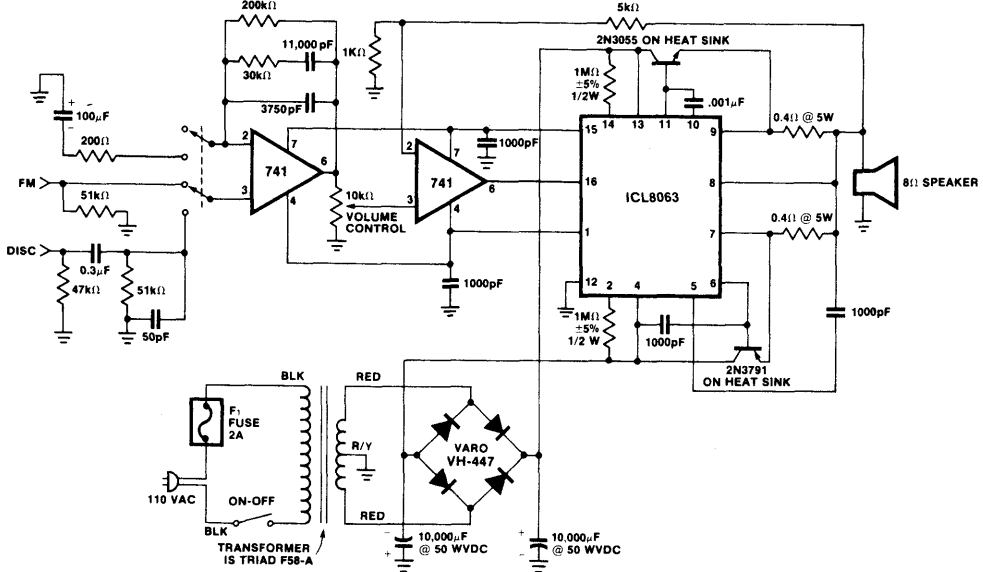 200kΩ
11,000pF
30kΩ
3750pF
1KΩ
5kΩ
2N3055 ON HEAT SINK
1MΩ
±5%
1/2W
.001μF
0.4Ω @ 5W
+ -
100μF
-
200Ω
FM
51kΩ
DISC
0.3μF
47kΩ
51kΩ
50pF
2
3
7
4
6
741
10kΩ
VOLUME
CONTROL
2
3
7
4
6
741
1000pF
1000pF
14
13
11
10
15
16
1
12
2
4
5
6
7
8
9
ICL8063
8Ω SPEAKER
0.4Ω @ 5W
1000pF
1MΩ
±5%
1/2 W
1000pF
2N3791
ON HEAT SINK
BLK
RED
F1
FUSE
2A
R/Y
VARO
VH-447
110 VAC
ON-OFF
BLK
RED
TRANSFORMER
IS TRIAD F58-A
-
+
10,000μF
@ 50 WVDC
+
-
10,000μF
@ 50 WVDC